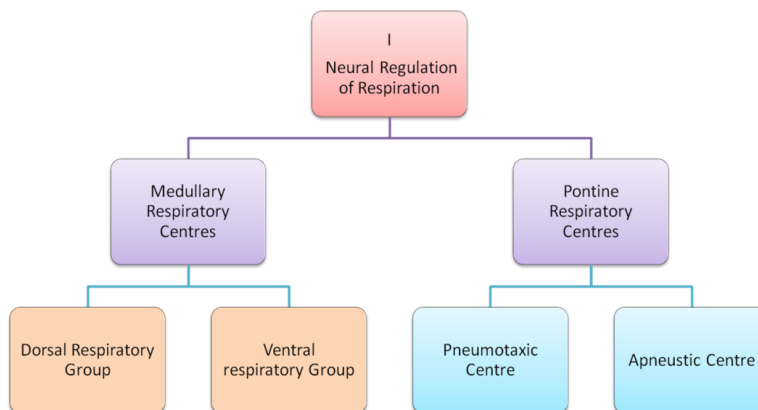 I
Neural Regulation
of Respiration
Medullary
Respiratory
Centres
Pontine
Respiratory
Centres
Dorsal Respiratory
Group
Ventral
respiratory Group
Pneumotaxic
Centre
Apneustic Centre